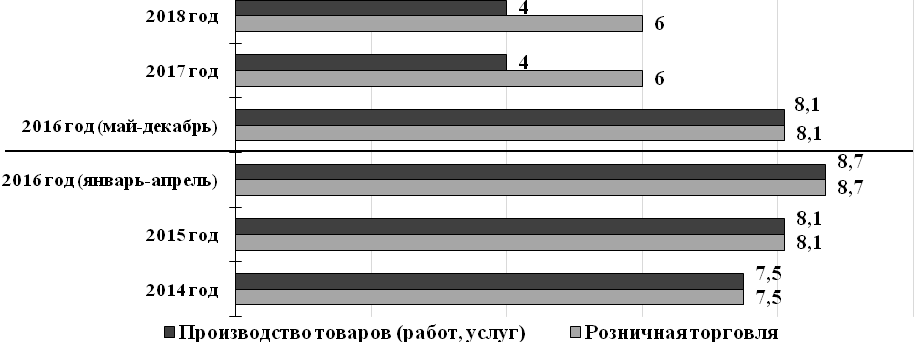 4
2018 год
6
4
2017 год
6
8,1
2016 год (май-декабрь)
8,1
8,7
2016 год (январь-апрель)
8,7
8,1
2015 год
8,1
7,5
2014 год
7,5
Производство товаров (работ, услуг) Розничная торговля